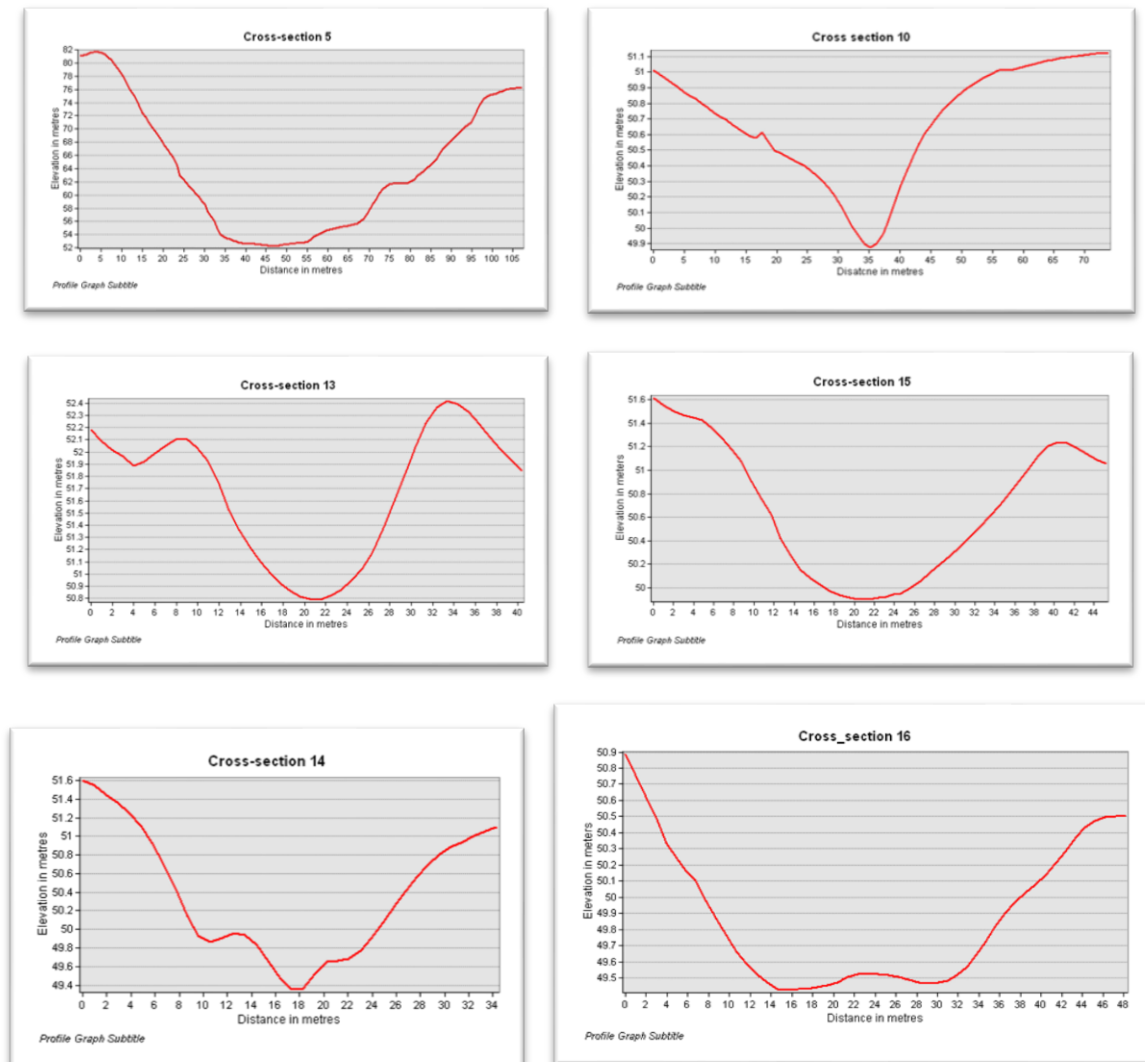 Cross-section 5
Elevation in metres
82
80
78
76
74
72
70
68
66
64
62
60
58
56
54
52
0 5 10 15 20 25 30 35 40 45 50 55 60 65 70 75 80 85 90 95 100 105
Distance in metres
Profile Graph Subtitle
Cross section 10
Elevation in metres
51.1
51
50.9
50.8
50.7
50.6
50.5
50.4
50.3
50.2
50.1
50
49.9
0 5 10 15 20 25 30 35 40 45 50 55 60 65 70
Disatcne in metres
Profile Graph Subtitle
Cross-section 13
Elevation in metres
52.4
52.3
52.2
52.1
52
51.9
51.8
51.7
51.6
51.5
51.4
51.3
51.2
51.1
51
50.9
50.8
0 2 4 6 8 10 12 14 16 18 20 22 24 26 28 30 32 34 36 38 40
Distance in metres
Profile Graph Subtitle
Cross-section 15
Elevation in meters
51.6
51.4
51.2
51
50.8
50.6
50.4
50.2
50
0 2 4 6 8 10 12 14 16 18 20 22 24 26 28 30 32 34 36 38 40 42 44
Distance in metres
Profile Graph Subtitle
Cross-section 14
Elevation in metres
51.6
51.4
51.2
51
50.8
50.6
50.4
50.2
50
49.8
49.6
49.4
0 2 4 6 8 10 12 14 16 18 20 22 24 26 28 30 32 34
Distance in metres
Profile Graph Subtitle
Cross_section 16
Elevation in meters
50.9
50.8
50.7
50.6
50.5
50.3
50.2
50.1
50
49.9
49.8
49.7
49.6
49.5
0 2 4 6 8 10 12 14 16 18 20 22 24 26 28 30 32 34 36 38 40 42 44 46 48
Distance in metres
Profile Graph Subtitle